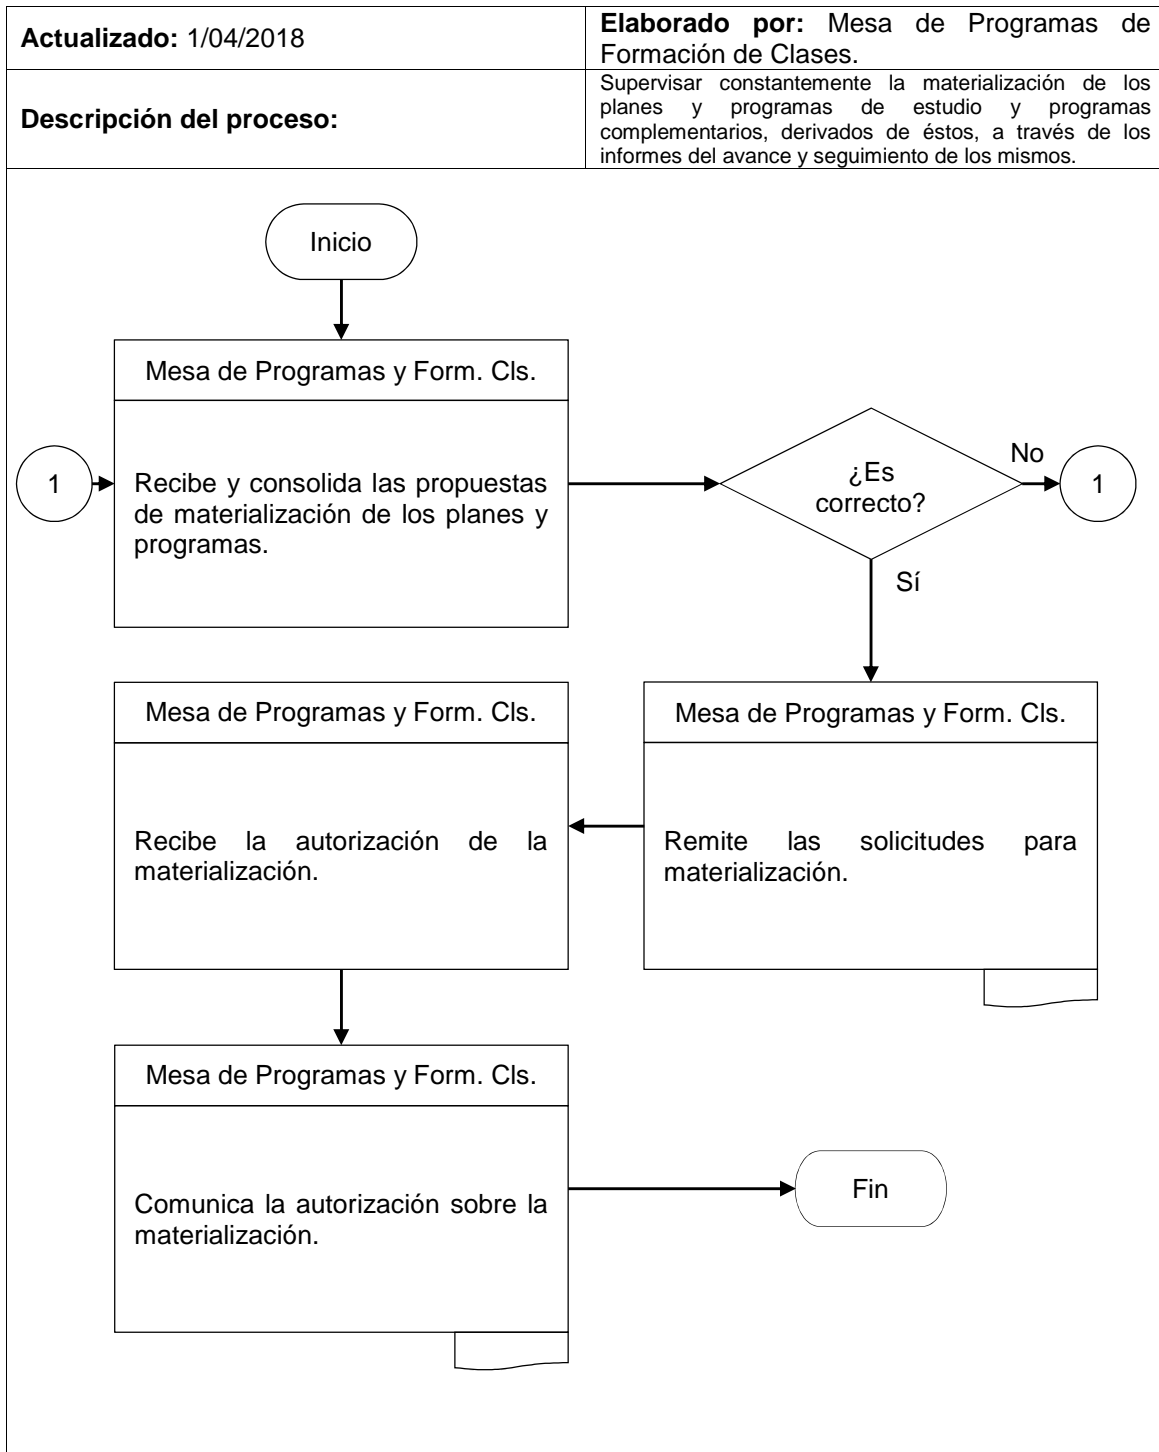 Actualizado: 1/04/2018
Elaborado por: Mesa de Programas de
Formación de Clases.
Descripción del proceso:
Supervisar constantemente la materialización de los
planes y programas de estudio y programas
complementarios, derivados de éstos, a través de los
informes del avance y seguimiento de los mismos.
Inicio
Mesa de Programas y Form. Cls.
1
Recibe y consolida las propuestas
de materialización de los planes y
programas.
¿Es
correcto?
No
1
Sí
Mesa de Programas y Form. Cls.
Remite las solicitudes para
materialización.
Mesa de Programas y Form. Cls.
Recibe la autorización de la
materialización.
Mesa de Programas y Form. Cls.
Comunica la autorización sobre la
materialización.
Fin